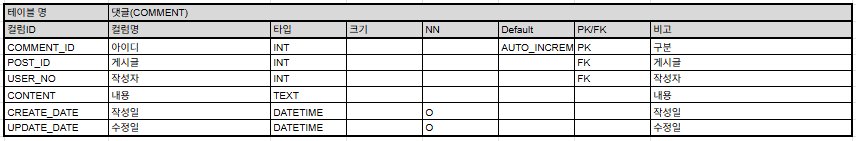 테이블 명 댓글(COMMENT)
컬럼ID 컬럼명 타입 크기 NN Default PK/FK 비고
COMMENT_ID 아이디 INT AUTO_INCREM PK 구분
POST_ID 게시글 INT FK 게시글
USER_NO 작성자 INT FK 작성자
CONTENT 내용 TEXT 내용
CREATE_DATE 작성일 DATETIME O 작성일
UPDATE_DATE 수정일 DATETIME O 수정일